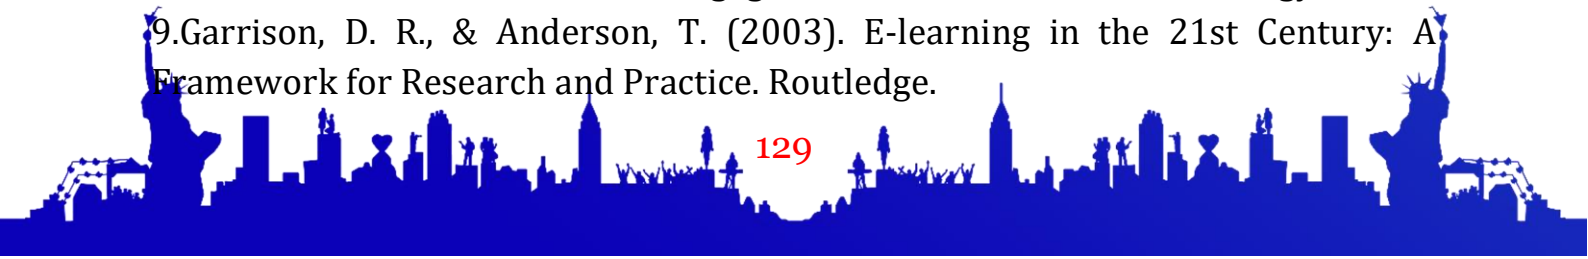 9.Garrison, D. R., & Anderson, T. (2003). E-learning in the 21st Century: A
Framework for Research and Practice. Routledge.
129